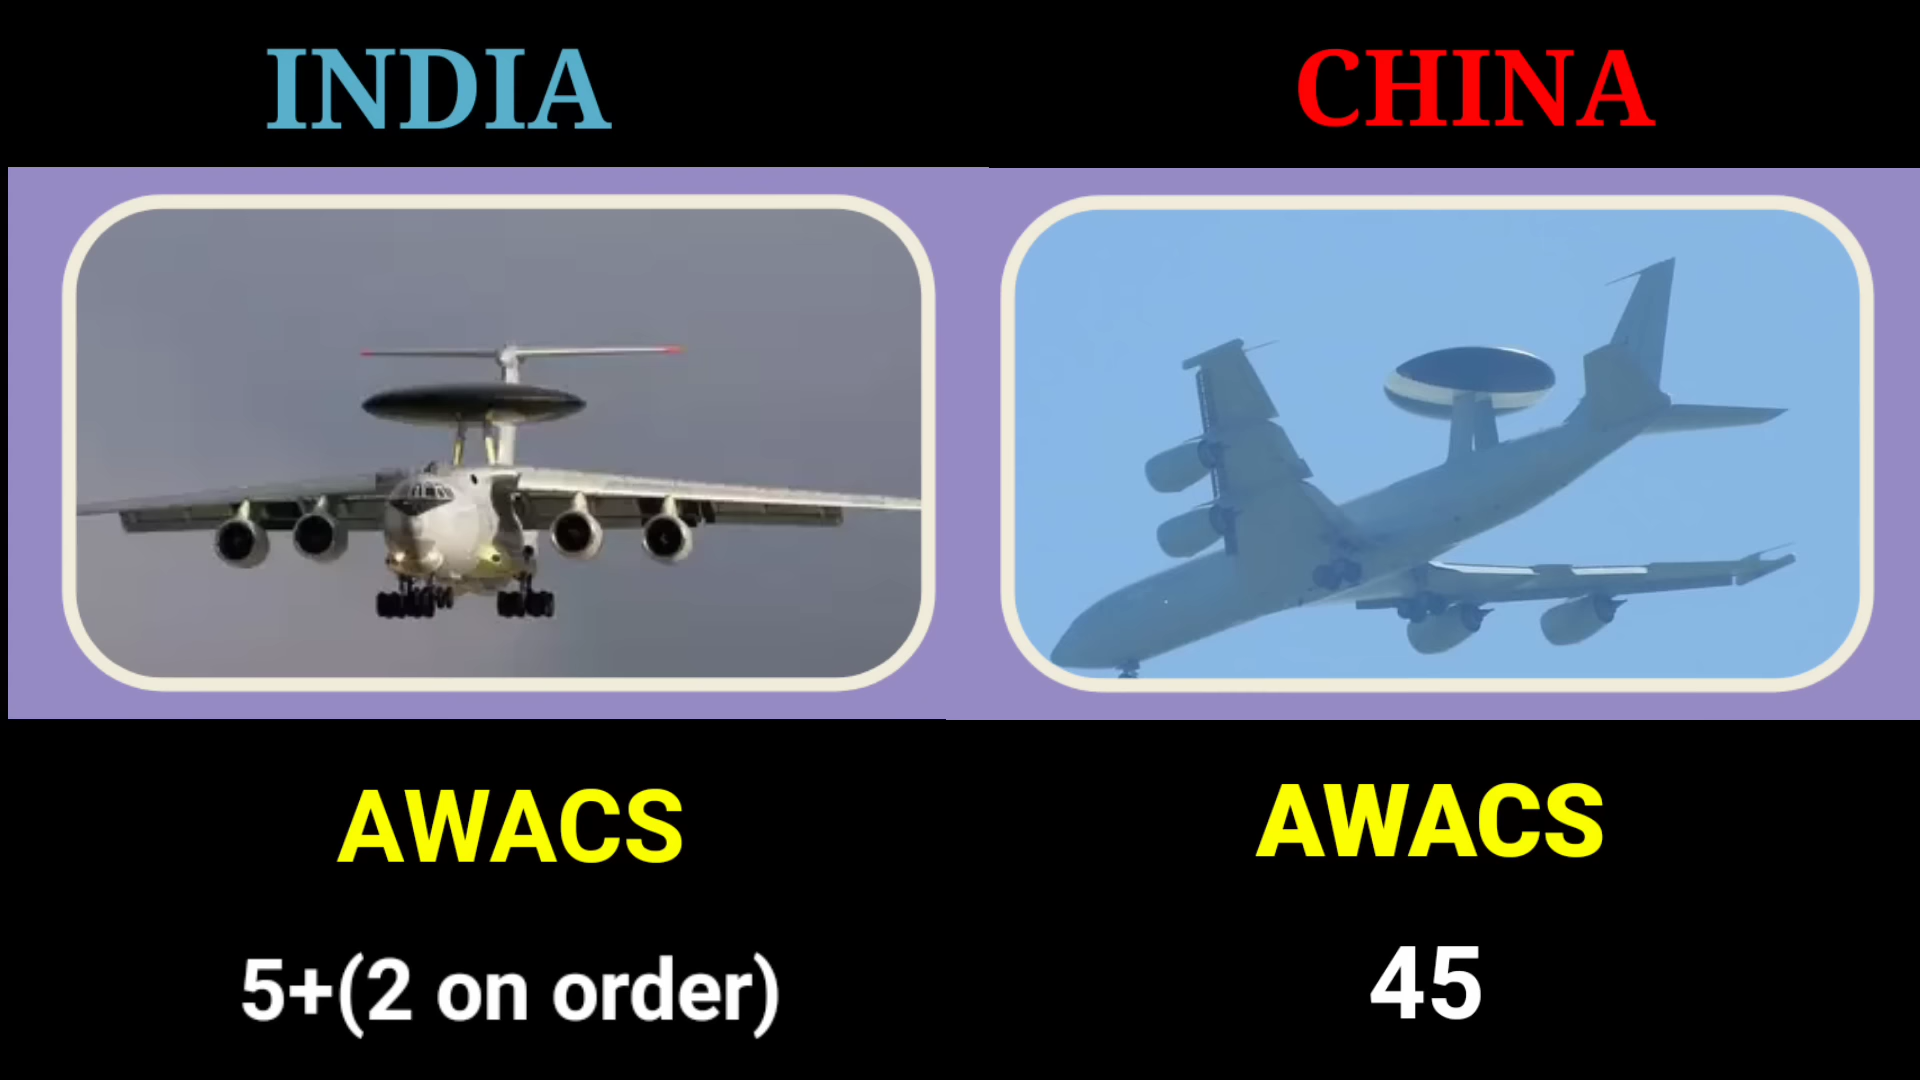 INDIA
CHINA
AWACS
AWACS
5+(2 on order)
45